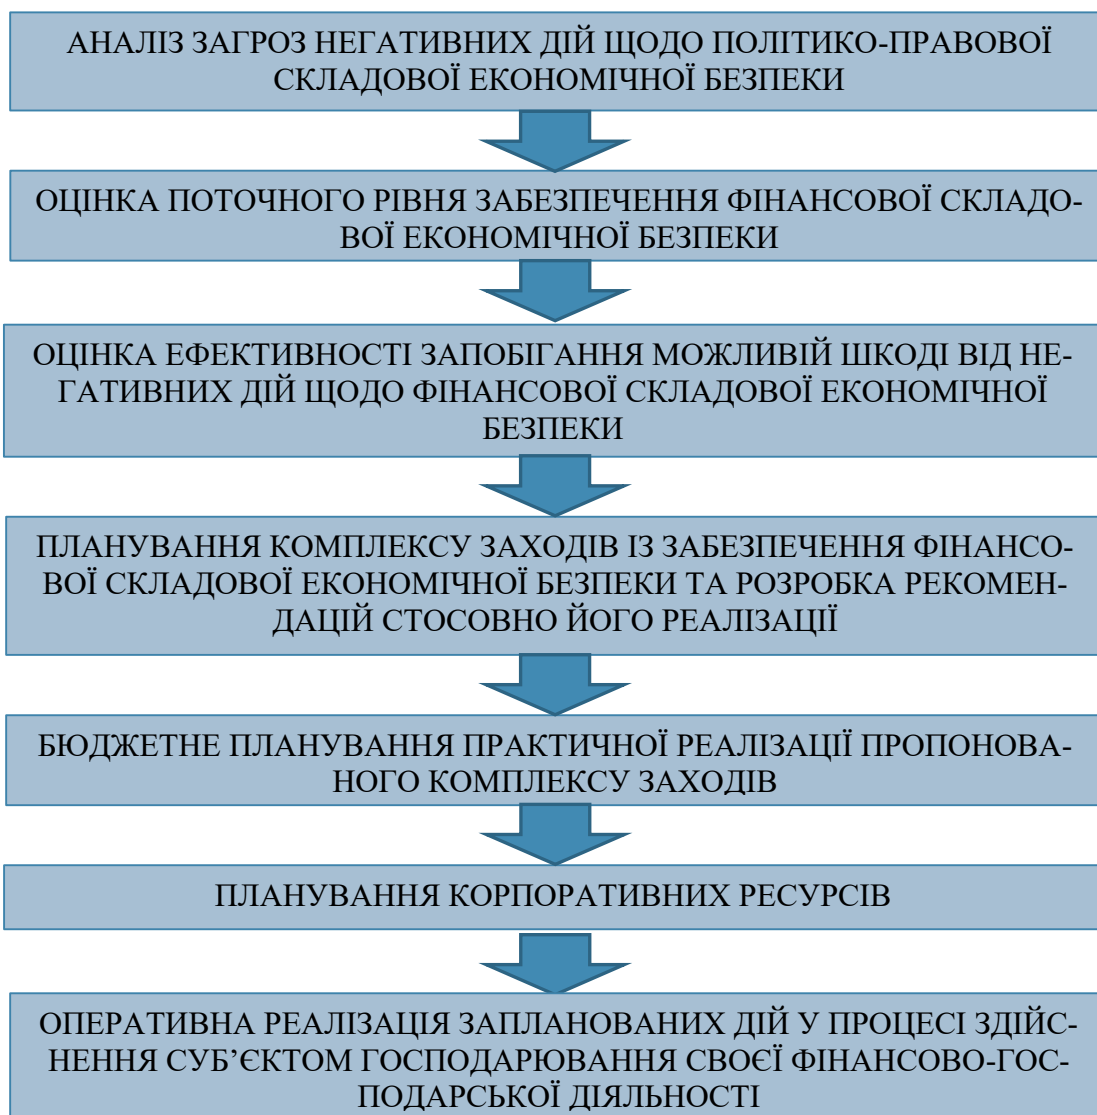 АНАЛІЗ ЗАГРОЗ НЕГАТИВНИХ ДІЙ ЩОДО ПОЛІТИКО-ПРАВОВОЇ
СКЛАДОВОЇ ЕКОНОМІЧНОЇ БЕЗПЕКИ
ОЦІНКА ПОТОЧНОГО РІВНЯ ЗАБЕЗПЕЧЕННЯ ФІНАНСОВОЇ СКЛАДО-
ВОЇ ЕКОНОМІЧНОЇ БЕЗПЕКИ
ОЦІНКА ЕФЕКТИВНОСТІ ЗАПОБІГАННЯ МОЖЛИВІЙ ШКОДІ ВІД НЕ-
ГАТИВНИХ ДІЙ ЩОДО ФІНАНСОВОЇ СКЛАДОВОЇ ЕКОНОМІЧНОЇ
БЕЗПЕКИ
ПЛАНУВАННЯ КОМПЛЕКСУ ЗАХОДІВ ІЗ ЗАБЕЗПЕЧЕННЯ ФІНАНСО-
ВОЇ СКЛАДОВОЇ ЕКОНОМІЧНОЇ БЕЗПЕКИ ТА РОЗРОБКА РЕКОМЕН-
ДАЦІЙ СТОСОВНО ЙОГО РЕАЛІЗАЦІЇ
БЮДЖЕТНЕ ПЛАНУВАННЯ ПРАКТИЧНОЇ РЕАЛІЗАЦІЇ ПРОПОНОВА-
НОГО КОМПЛЕКСУ ЗАХОДІВ
ПЛАНУВАННЯ КОРПОРАТИВНИХ РЕСУРСІВ
ОПЕРАТИВНА РЕАЛІЗАЦІЯ ЗАПЛАНОВАНИХ ДІЙ У ПРОЦЕСІ ЗДІЙС-
НЕННЯ СУБ’ЄКТОМ ГОСПОДАРЮВАННЯ СВОЄЇ ФІНАНСОВО-ГОС-
ПОДАРСЬКОЇ ДІЯЛЬНОСТІ